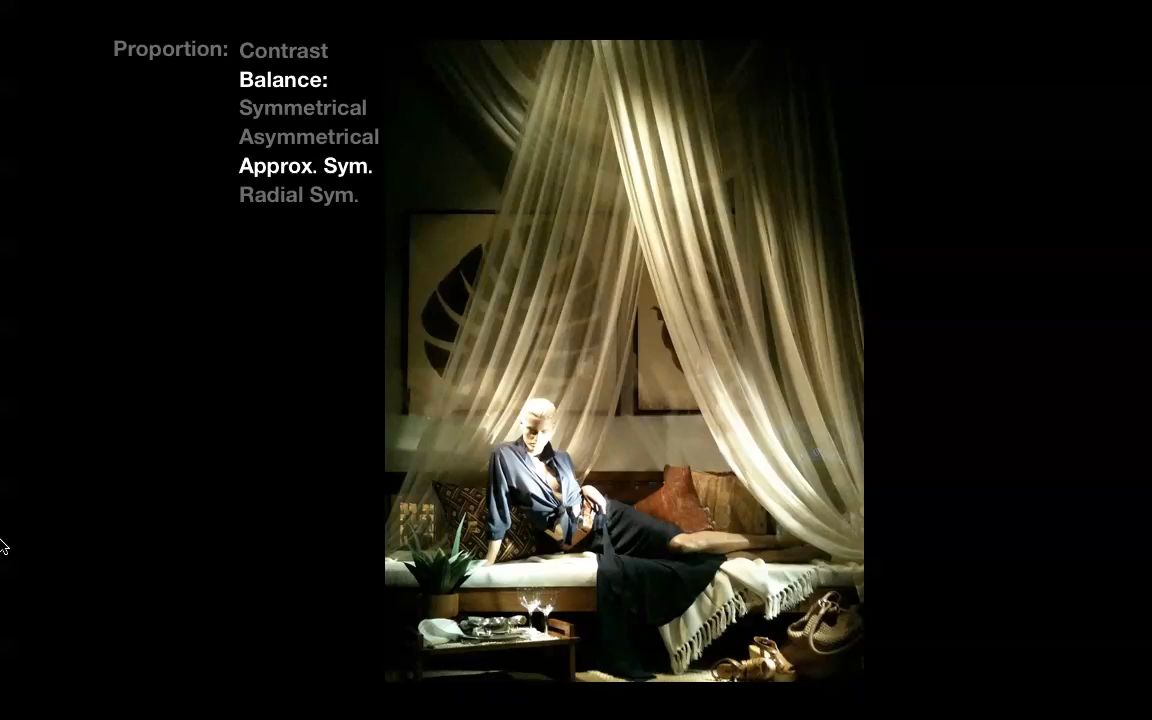 Proportion: Contrast
Balance:
Symmetrical
Asymmetrical
Approx. Sym.
Radial Sym.